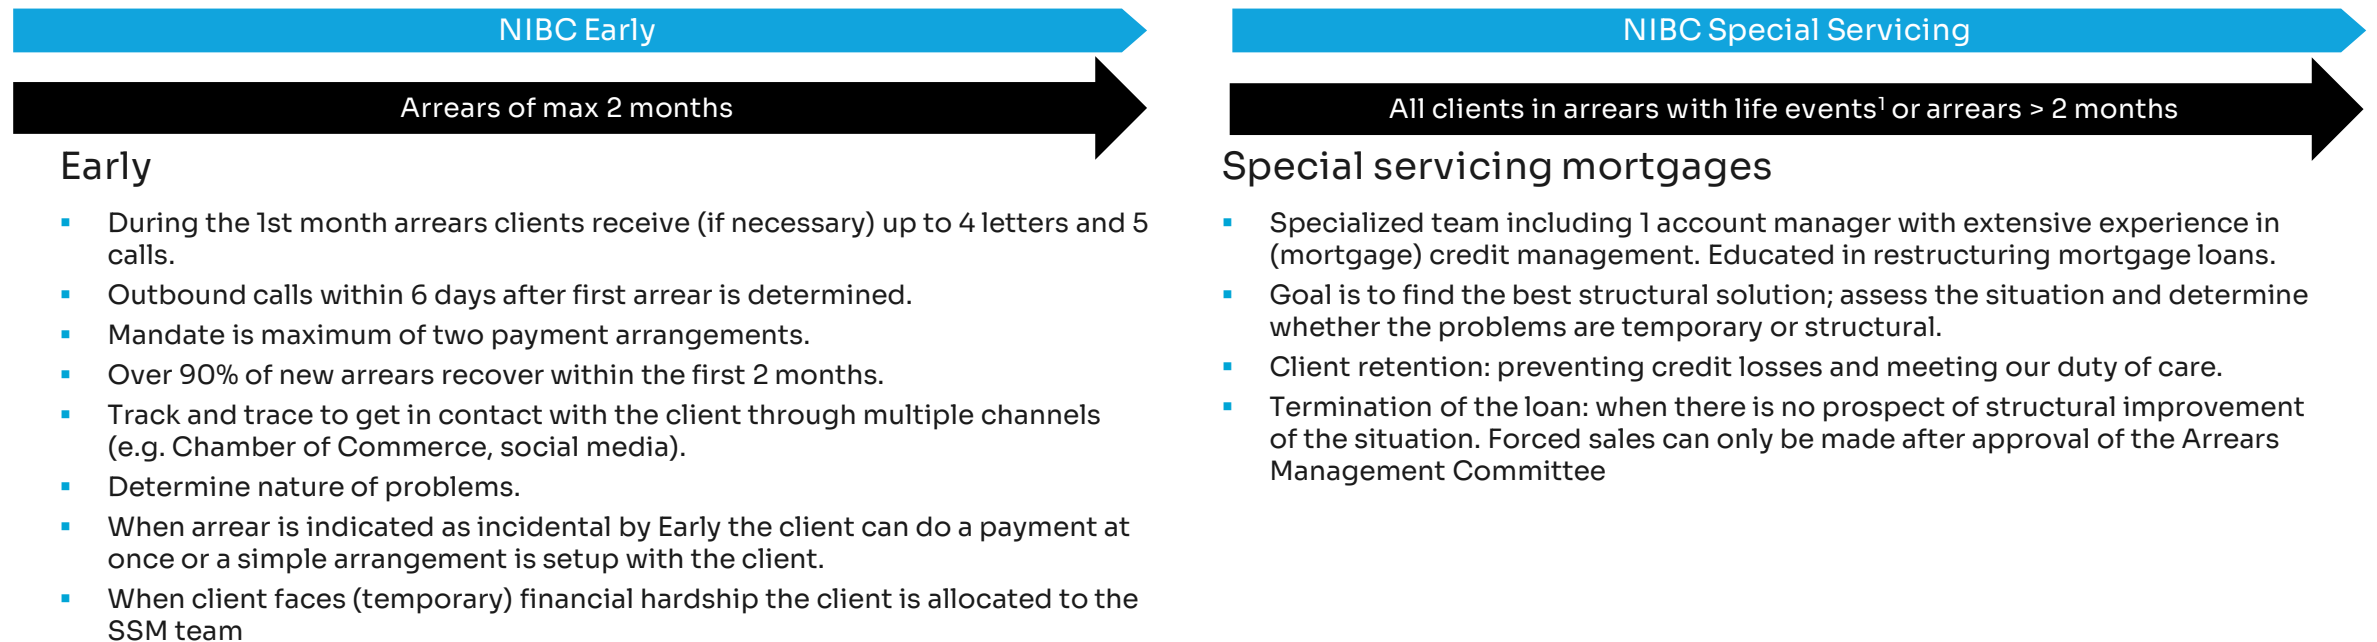 NIBC Early
Arrears of max 2 months
Early
▪ During the 1st month arrears clients receive (if necessary) up to 4 letters and 5
calls.
▪ Outbound calls within 6 days after first arrear is determined.
▪ Mandate is maximum of two payment arrangements.
▪ Over 90% of new arrears recover within the first 2 months.
▪ Track and trace to get in contact with the client through multiple channels
(e.g. Chamber of Commerce, social media).
▪ Determine nature of problems.
▪ When arrear is indicated as incidental by Early the client can do a payment at
once or a simple arrangement is setup with the client.
▪ When client faces (temporary) financial hardship the client is allocated to the
SSM team
NIBC Special Servicing
All clients in arrears with life events¹ or arrears > 2 months
Special servicing mortgages
▪ Specialized team including 1 account manager with extensive experience in
(mortgage) credit management. Educated in restructuring mortgage loans.
▪ Goal is to find the best structural solution; assess the situation and determine
whether the problems are temporary or structural.
▪ Client retention: preventing credit losses and meeting our duty of care.
▪ Termination of the loan: when there is no prospect of structural improvement
of the situation. Forced sales can only be made after approval of the Arrears
Management Committee